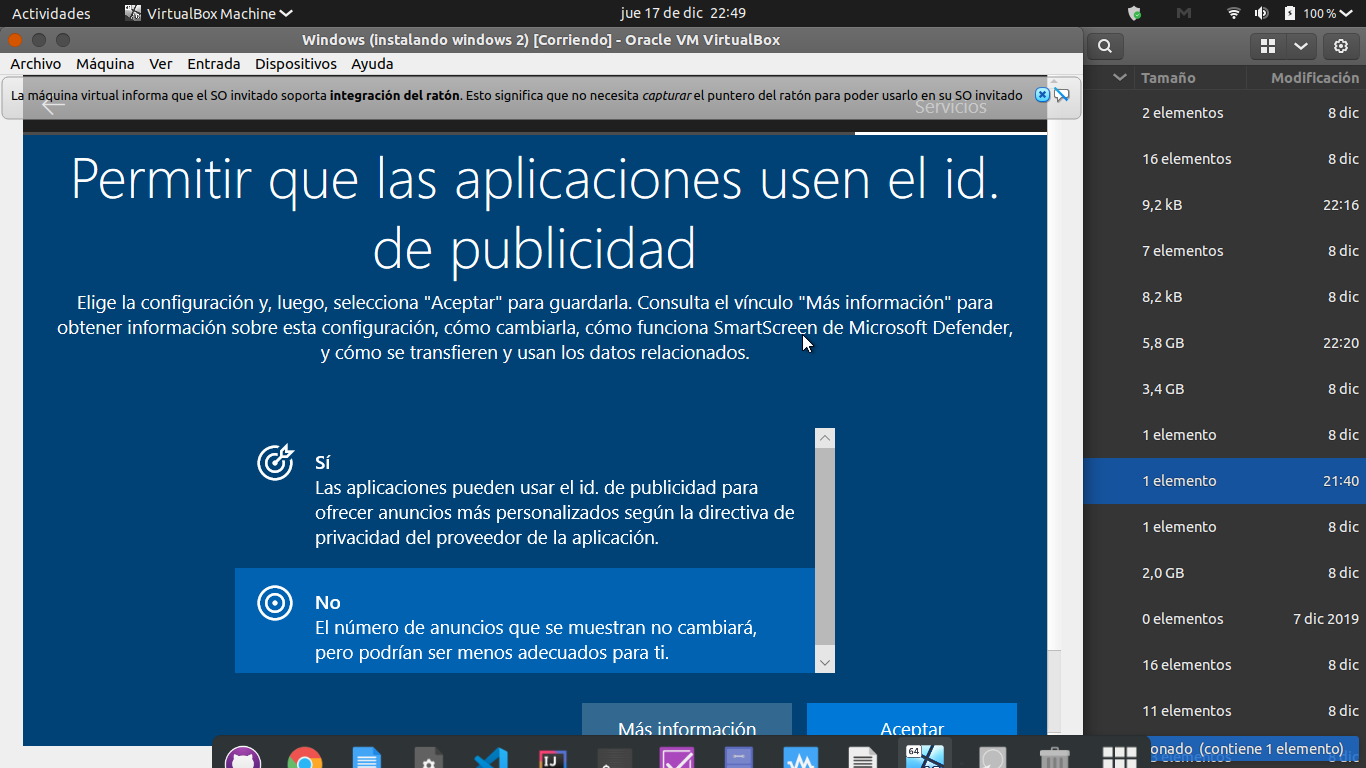 Actividades
VirtualBox Machine
jue 17 de dic 22:49
100 %
Windows (instalando windows 2) [Corriendo] - Oracle VM VirtualBox
Archivo Máquina Ver Entrada Dispositivos Ayuda
La máquina virtual informa que el SO invitado soporta integración del ratón. Esto significa que no necesita capturar el puntero del ratón para poder usarlo en su SO invitado
Servicios
Permitir que las aplicaciones usen el id.
de publicidad
Elige la configuración y, luego, selecciona "Aceptar" para guardarla. Consulta el vínculo "Más información" para
obtener información sobre esta configuración, cómo cambiarla, cómo funciona SmartScreen de Microsoft Defender,
y cómo se transfieren y usan los datos relacionados.
Sí
Las aplicaciones pueden usar el id. de publicidad para
ofrecer anuncios más personalizados según la directiva de
privacidad del proveedor de la aplicación.
No
El número de anuncios que se muestran no cambiará,
pero podrían ser menos adecuados para ti.
Más información
Aceptar
Tamaño Modificación
2 elementos 8 dic
16 elementos 8 dic
9,2 kB 22:16
7 elementos 8 dic
8,2 kB 8 dic
5,8 GB 22:20
3,4 GB 8 dic
1 elemento 8 dic
1 elemento 21:40
1 elemento 8 dic
2,0 GB 8 dic
0 elementos 7 dic 2019
16 elementos 8 dic
11 elementos 8 dic
onado (contiene 1 elemento)
IJ
64